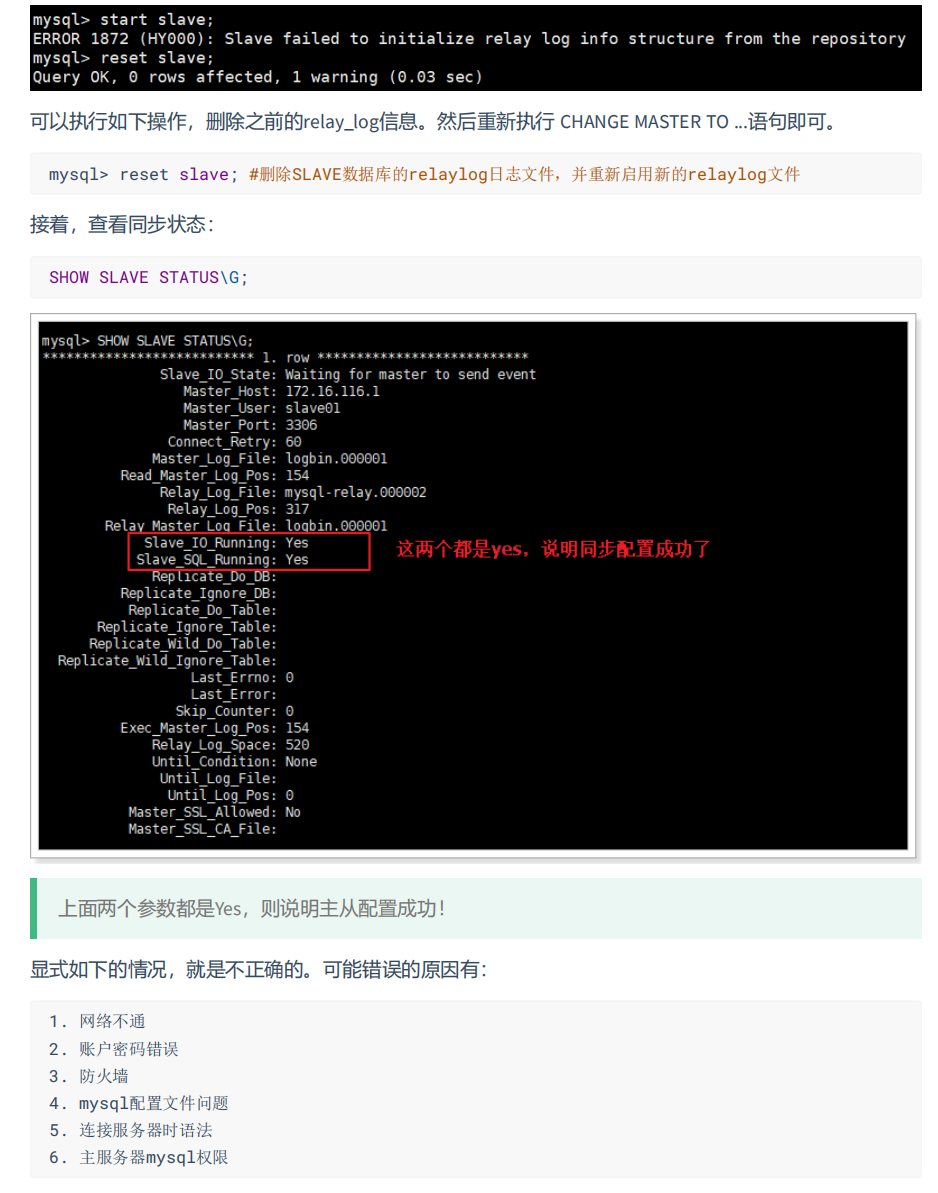 mysql> start slave;
ERROR 1872 (HY000): Slave failed to initialize relay log info structure from the repository
mysql> reset slave;
Query OK, 0 rows affected, 1 warning (0.03 sec)
可以执行如下操作，删除之前的relay_log信息。然后重新执行 CHANGE MASTER TO ...语句即可。
mysql> reset slave; #删除SLAVE数据库的relaylog日志文件，并重新启用新的relaylog文件
接着，查看同步状态：
SHOW SLAVE STATUS\G;
mysql> SHOW SLAVE STATUS\G;
*************************** 1. row ***************************
Slave_IO_State: Waiting for master to send event
Master_Host: 172.16.116.1
Master_User: slave01
Master_Port: 3306
Connect_Retry: 60
Master_Log_File: logbin.000001
Read_Master_Log_Pos: 154
Relay_Log_File: mysql-relay.000002
Relay_Log_Pos: 317
Relay_Master_Log_File: logbin.000001
Slave_IO_Running: Yes
Slave_SQL_Running: Yes
这两个都是yes，说明同步配置成功了
Replicate_Do_DB:
Replicate_Ignore_DB:
Replicate_Do_Table:
Replicate_Ignore_Table:
Replicate_Wild_Do_Table:
Replicate_Wild_Ignore_Table:
Last_Errno: 0
Last_Error:
Skip_Counter: 0
Exec_Master_Log_Pos: 154
Relay_Log_Space: 520
Until_Condition: None
Until_Log_File:
Until_Log_Pos: 0
Master_SSL_Allowed: No
Master_SSL_CA_File:
上面两个参数都是Yes，则说明主从配置成功！
显式如下的情况，就是不正确的。可能错误的原因有：
1. 网络不通
2. 账户密码错误
3. 防火墙
4. mysql配置文件问题
5. 连接服务器时语法
6. 主服务器mysql权限